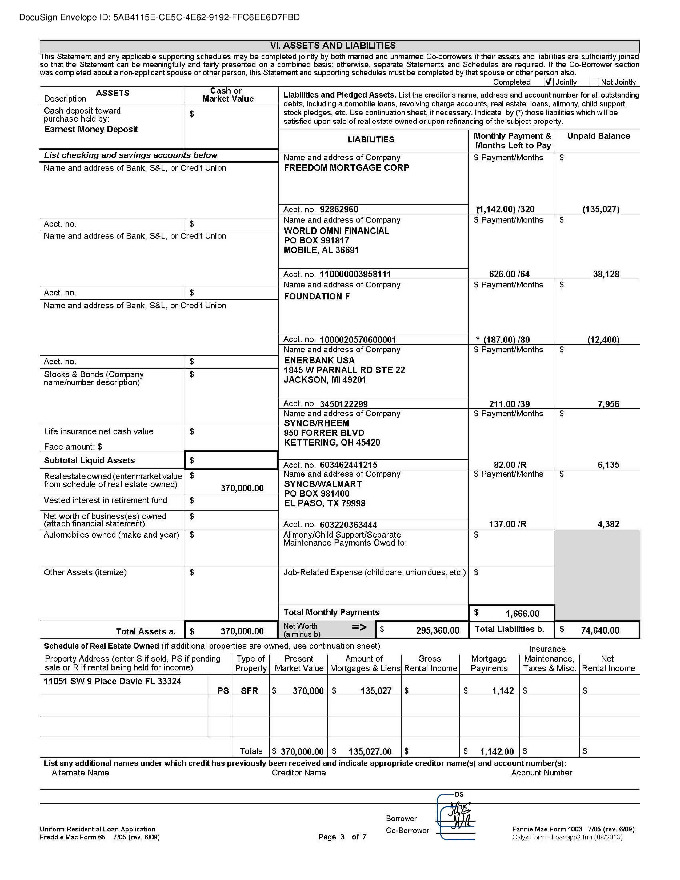 DocuSign Envelope ID: 5AB4115E-CE5C-4E62-9192-FFC6EE6D7FBD
VI. ASSETS AND LIABILITIES
This Statement and any applicable supporting schedules may be completed jointly by both married and unmarried Co-borrowers if their assets and liabilities are sufficiently joined
so that the Statement can be meaningfully and fairly presented on a combined basis; otherwise, separate Statements and Schedules are required. If the Co-Borrower section
was completed about a non-applicant spouse or other person, this Statement and supporting schedules must be completed by that spouse or other person also.
Completed ✓ Jointly Not Jointly
ASSETS
Description
Cash or
Market Value
Cash deposit toward
purchase held by:
$
Earnest Money Deposit
List checking and savings accounts below
Name and address of Bank, S&L, or Credit Union
Acct. no. $
Name and address of Bank, S&L, or Credit Union
Acct. no. $
Name and address of Bank, S&L, or Credit Union
Acct. no. $
Stocks & Bonds (Company
name/number description)
$
Life insurance net cash value $
Face amount: $
Subtotal Liquid Assets $
Real estate owned (enter market value
from schedule of real estate owned)
$ 370,000.00
Vested interest in retirement fund $
Net worth of business(es) owned
(attach financial statement)
$
Automobiles owned (make and year) $
Other Assets (itemize) $
Total Assets a. $ 370,000.00
Liabilities and Pledged Assets. List the creditor's name, address and account number for all outstanding
debts, including automobile loans, revolving charge accounts, real estate loans, alimony, child support,
stock pledges, etc. Use continuation sheet, if necessary. Indicate by (*) those liabilities which will be
satisfied upon sale of real estate owned or upon refinancing of the subject property.
LIABILITIES
Monthly Payment &
Months Left to Pay
Unpaid Balance
Name and address of Company $ Payment/Months $
FREEDOM MORTGAGE CORP
Acct. no. 92862960 *(1,142.00) /320 (135,027)
Name and address of Company $ Payment/Months $
WORLD OMNI FINANCIAL
PO BOX 991817
MOBILE, AL 36691
Acct. no. 110000003958111 626.00 /64 38,128
Name and address of Company $ Payment/Months $
FOUNDATION F
Acct. no. 1000020570600001 * (187.00) /80 (12,400)
Name and address of Company $ Payment/Months $
ENERBANK USA
1945 W PARNALL RD STE 22
JACKSON, MI 49201
Acct. no. 3450122299 211.00 /39 7,956
Name and address of Company $ Payment/Months $
SYNCB/RHEEM
950 FORRER BLVD
KETTERING, OH 45420
Acct. no. 603462441215 82.00 /R 6,135
Name and address of Company $ Payment/Months $
SYNCB/WALMART
PO BOX 981400
EL PASO, TX 79998
Acct. no. 603220363444 137.00 /R 4,382
Alimony/Child Support/Separate
Maintenance Payments Owed to:
$
Job-Related Expense (child care, union dues, etc.) $
Total Monthly Payments $ 1,666.00
Net Worth
(a minus b)
=> $ 295,360.00 Total Liabilities b. $ 74,640.00
Schedule of Real Estate Owned (if additional properties are owned, use continuation sheet)
Property Address (enter S if sold, PS if pending
sale or R if rental being held for income)
Type of
Property
Present
Market Value
Amount of
Mortgages & Liens
Gross
Rental Income
Mortgage
Payments
Insurance
Maintenance,
Taxes & Misc.
Net
Rental Income
11051 SW 9 Place Davie FL 33324
PS SFR $ 370,000 $ 135,027 $ $ 1,142 $ $
Totals $ 370,000.00 $ 135,027.00 $ $ 1,142.00 $ $
List any additional names under which credit has previously been received and indicate appropriate creditor name(s) and account number(s):
Alternate Name Creditor Name Account Number
DS
Borrower
Co-Borrower
Uniform Residential Loan Application
Freddie Mac Form 65 7/05 (rev. 6/09)
Page 3 of 7
Fannie Mae Form 1003 7/05 (rev. 6/09)